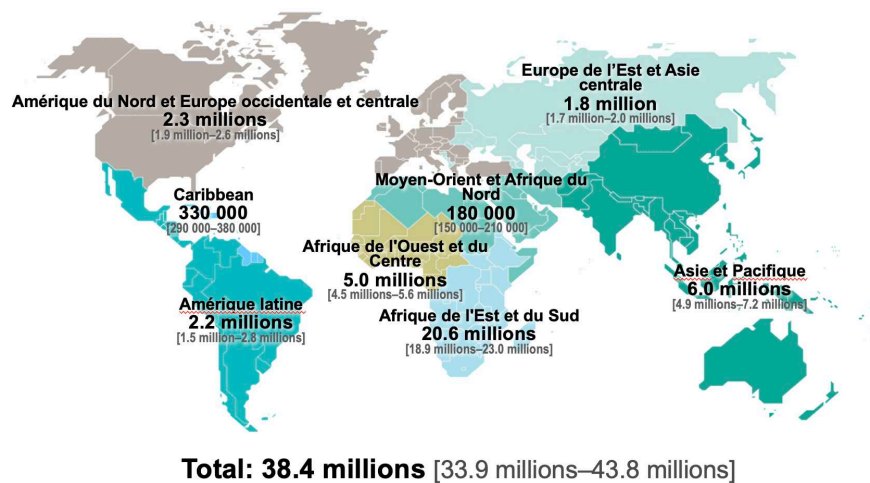 Europe de l'Est et Asie
centrale
1.8 million
[1.7 million–2.0 millions]
Amérique du Nord et Europe occidentale et centrale
2.3 millions
[1.9 million–2.6 millions]
Moyen-Orient et Afrique du
Nord
180 000
[150 000–210 000]
Caribbean
330 000
[290 000–380 000]
Afrique de l'Ouest et du
Centre
5.0 millions
[4.5 millions–5.6 millions]
Asie et Pacifique
6.0 millions
[4.9 millions–7.2 millions]
Amérique latine
2.2 millions
[1.5 million–2.8 millions]
Afrique de l'Est et du Sud
20.6 millions
[18.9 millions–23.0 millions]
Total: 38.4 millions [33.9 millions–43.8 millions]